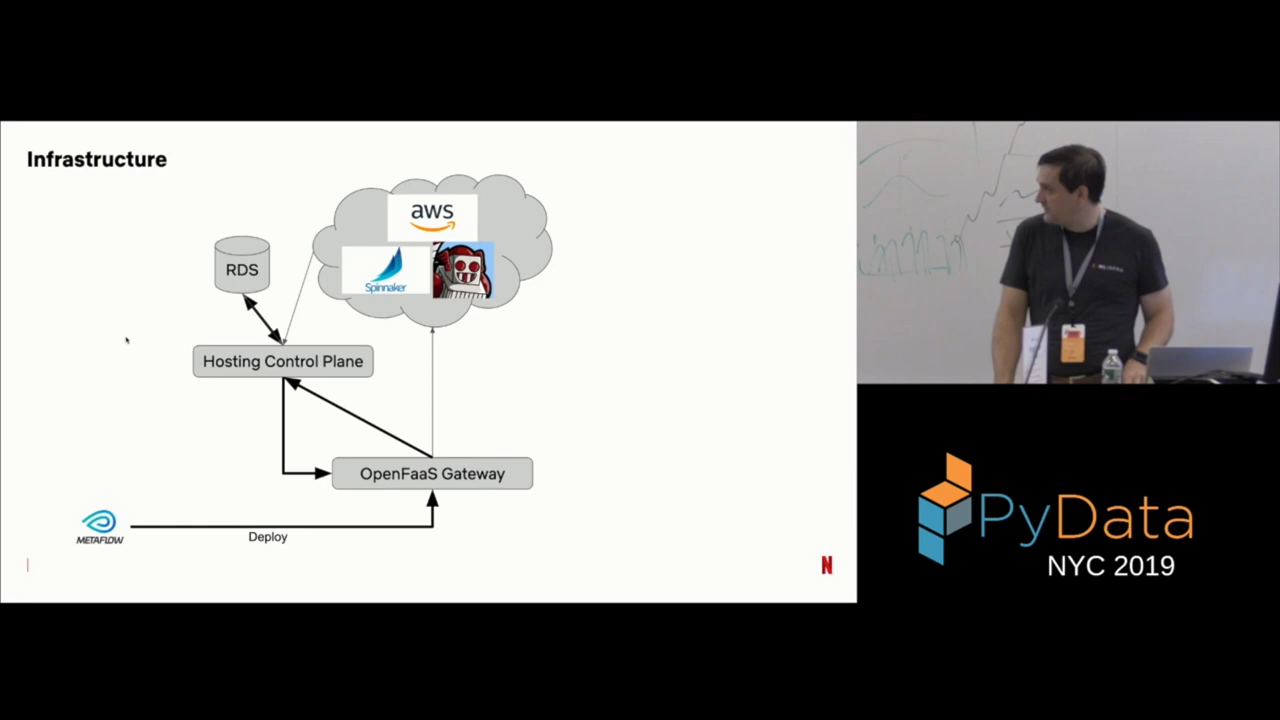 Infrastructure
aws
Spinnaker
RDS
Hosting Control Plane
OpenFaaS Gateway
METAFLOW
Deploy
N
PyData
NYC 2019